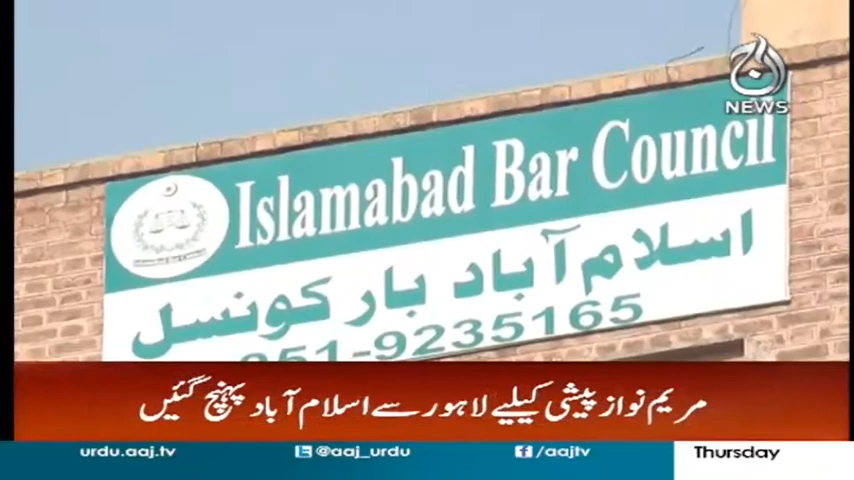 آج
NEWS
Islamabad Bar Council
اسلام آباد بار کونسل
051-9235165
مریم نواز پیشی کیلیے لاہور سے اسلام آباد پہنچ گئیں
urdu.aaj.tv @aaj_urdu /aajtv Thursday